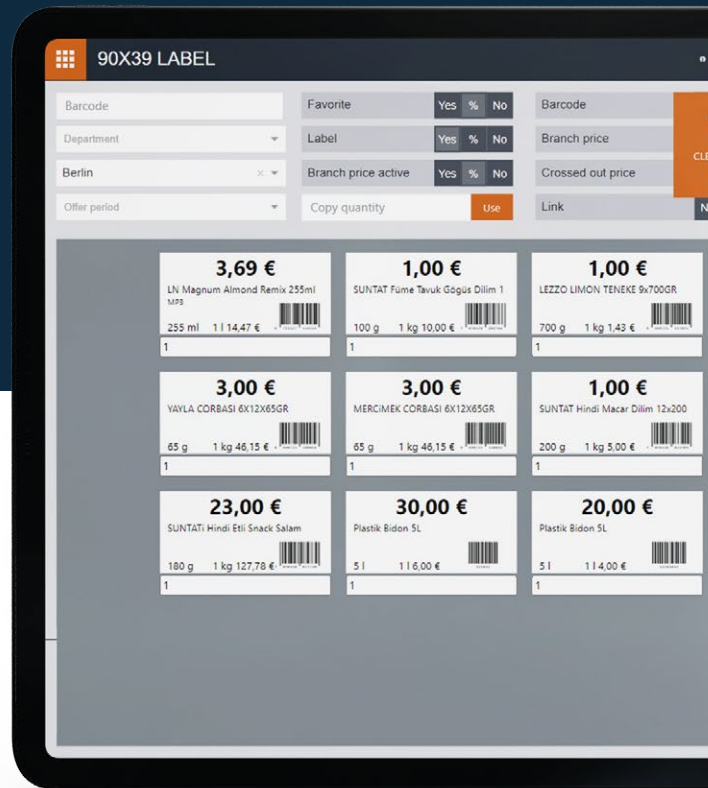 90X39 LABEL
Barcode
Favorite Yes % No
Barcode
Department
Label Yes % No
Branch price
Berlin
Branch price active Yes % No
Crossed out price
Offer period
Copy quantity Use
Link
3,69 €
LN Magnum Almond Remix 255ml
MP3
255 ml 1 l 14,47 €
1
1,00 €
SUNTAT Füme Tavuk Gögüs Dilim 1
100 g 1 kg 10,00 €
1
1,00 €
LEZZO LIMON TENEKE 9x700GR
700 g 1 kg 1,43 €
1
3,00 €
YAYLA CORBASI 6X12X65GR
65 g 1 kg 46,15 €
1
3,00 €
MERCiMEK CORBASI 6X12X65GR
65 g 1 kg 46,15 €
1
1,00 €
SUNTAT Hindi Macar Dilim 12x200
200 g 1 kg 5,00 €
1
23,00 €
SUNTATi Hindi Etli Snack Salam
180 g 1 kg 127,78 €
1
30,00 €
Plastik Bidon 5L
5 l 1 l 6,00 €
1
20,00 €
Plastik Bidon 5L
5 l 1 l 4,00 €
1